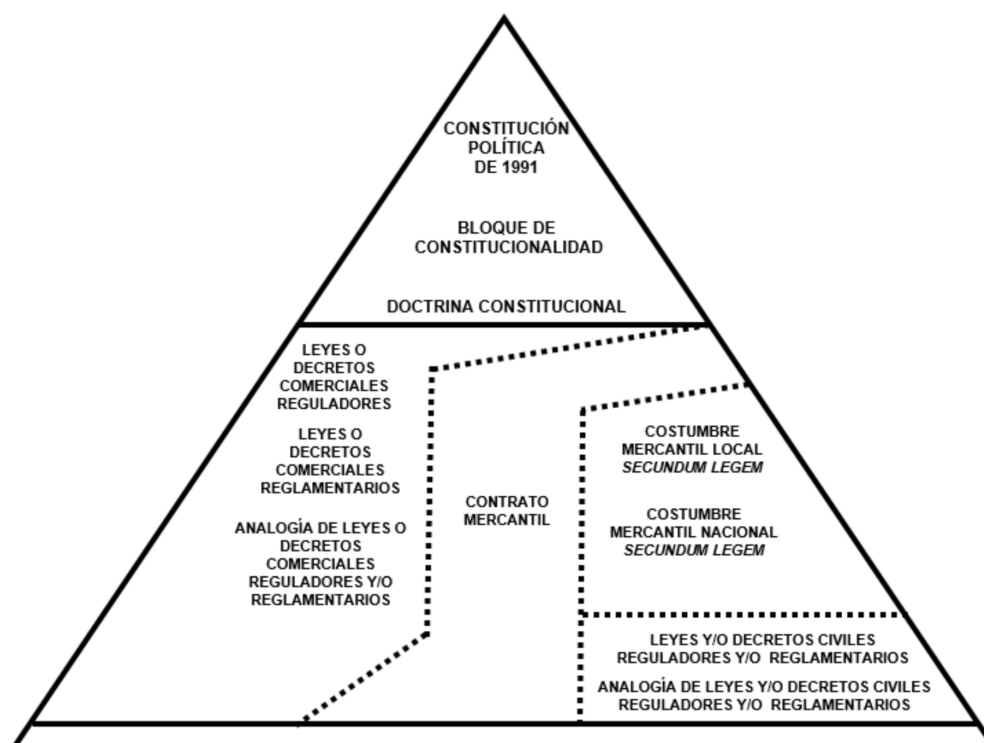 CONSTITUCIÓN
POLÍTICA
DE 1991
BLOQUE DE
CONSTITUCIONALIDAD
DOCTRINA CONSTITUCIONAL
LEYES O
DECRETOS
COMERCIALES
REGULADORES
LEYES O
DECRETOS
COMERCIALES
REGLAMENTARIOS
ANALOGÍA DE LEYES O
DECRETOS
COMERCIALES
REGULADORES Y/O
REGLAMENTARIOS
CONTRATO
MERCANTIL
COSTUMBRE
MERCANTIL LOCAL
SECUNDUM LEGEM
COSTUMBRE
MERCANTIL NACIONAL
SECUNDUM LEGEM
LEYES Y/O DECRETOS CIVILES
REGULADORES Y/O REGLAMENTARIOS
ANALOGÍA DE LEYES Y/O DECRETOS CIVILES
REGULADORES Y/O REGLAMENTARIOS